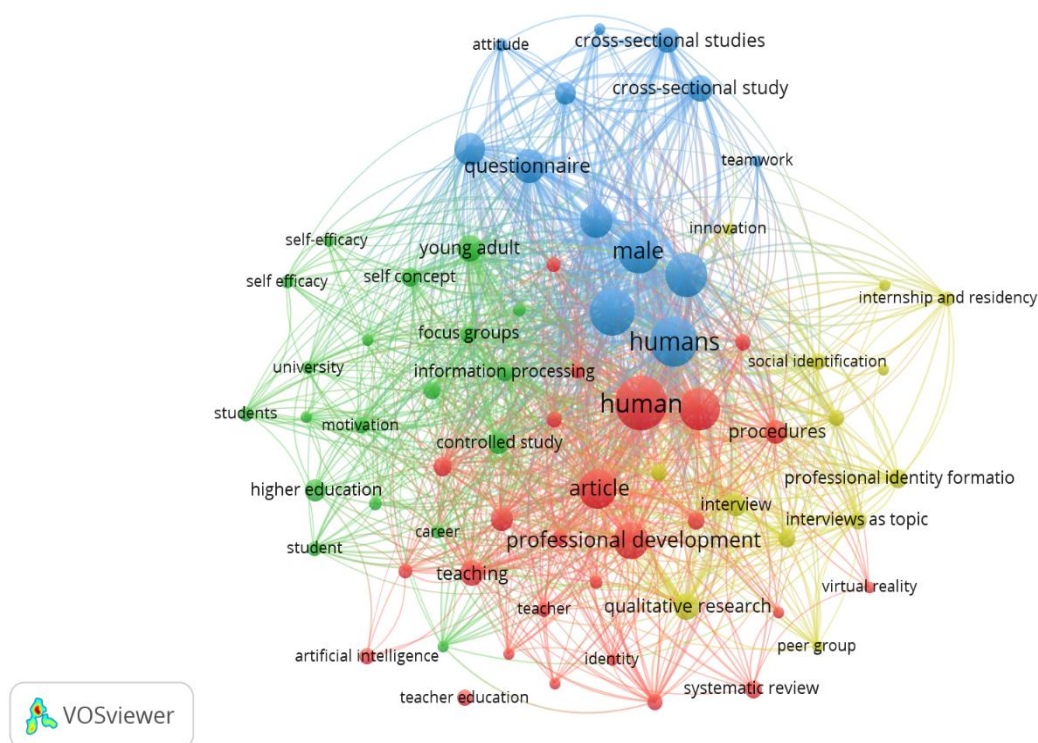 cross-sectional studies
attitude
cross-sectional study
teamwork
questionnaire
innovation
self-efficacy
young adult
male
self efficacy
self concept
internship and residency
focus groups
humans
university
information processing
social identification
students
motivation
human
controlled study
procedures
higher education
article
interview
professional identity formatio
career
professional development
interviews as topic
student
teaching
teacher
qualitative research
virtual reality
artificial intelligence
identity
peer group
teacher education
systematic review
VOSviewer